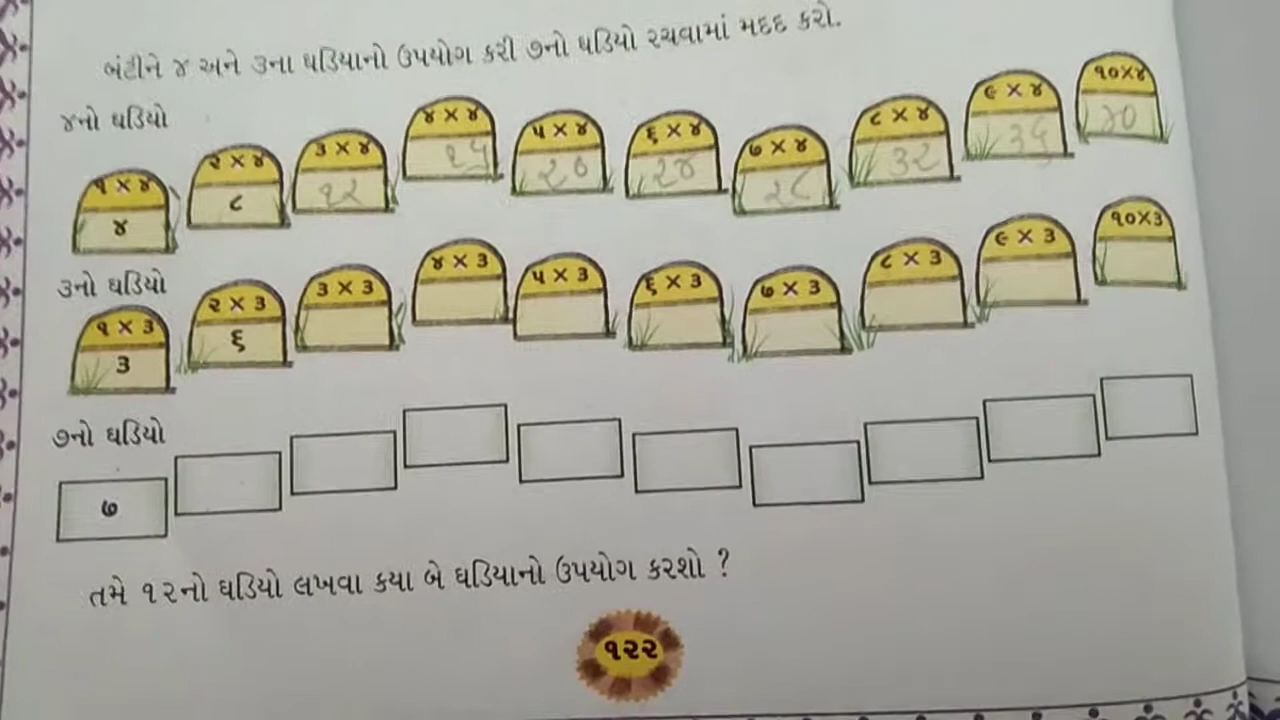 બંટીને ૪ અને ૩ના ઘડિયાનો ઉપયોગ કરી ૭નો ઘડિયો રચવામાં મદદ કરો.
૪નો ઘડિયો
૧ × ૪ ૨ × ૪ ૩ × ૪ ૪ × ૪ ૫ × ૪ ૬ × ૪ ૭ × ૪ ૮ × ૪ ૯ × ૪ ૧૦×૪
૪ ૮ ૧૨ ૧૬ ૨૦ ૨૪ ૨૮ ૩૨ ૩૬ ૪૦
૩નો ઘડિયો
૧ × ૩ ૨ × ૩ ૩ × ૩ ૪ × ૩ ૫ × ૩ ૬ × ૩ ૭ × ૩ ૮ × ૩ ૯ × ૩ ૧૦×૩
૩ ૬
૭નો ઘડિયો
૭
તમે ૧૨નો ઘડિયો લખવા કયા બે ઘડિયાનો ઉપયોગ કરશો ?
૧૨૨